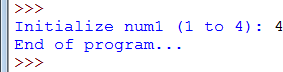 >>>
Initialize num1 (1 to 4): 4
End of program...
>>>